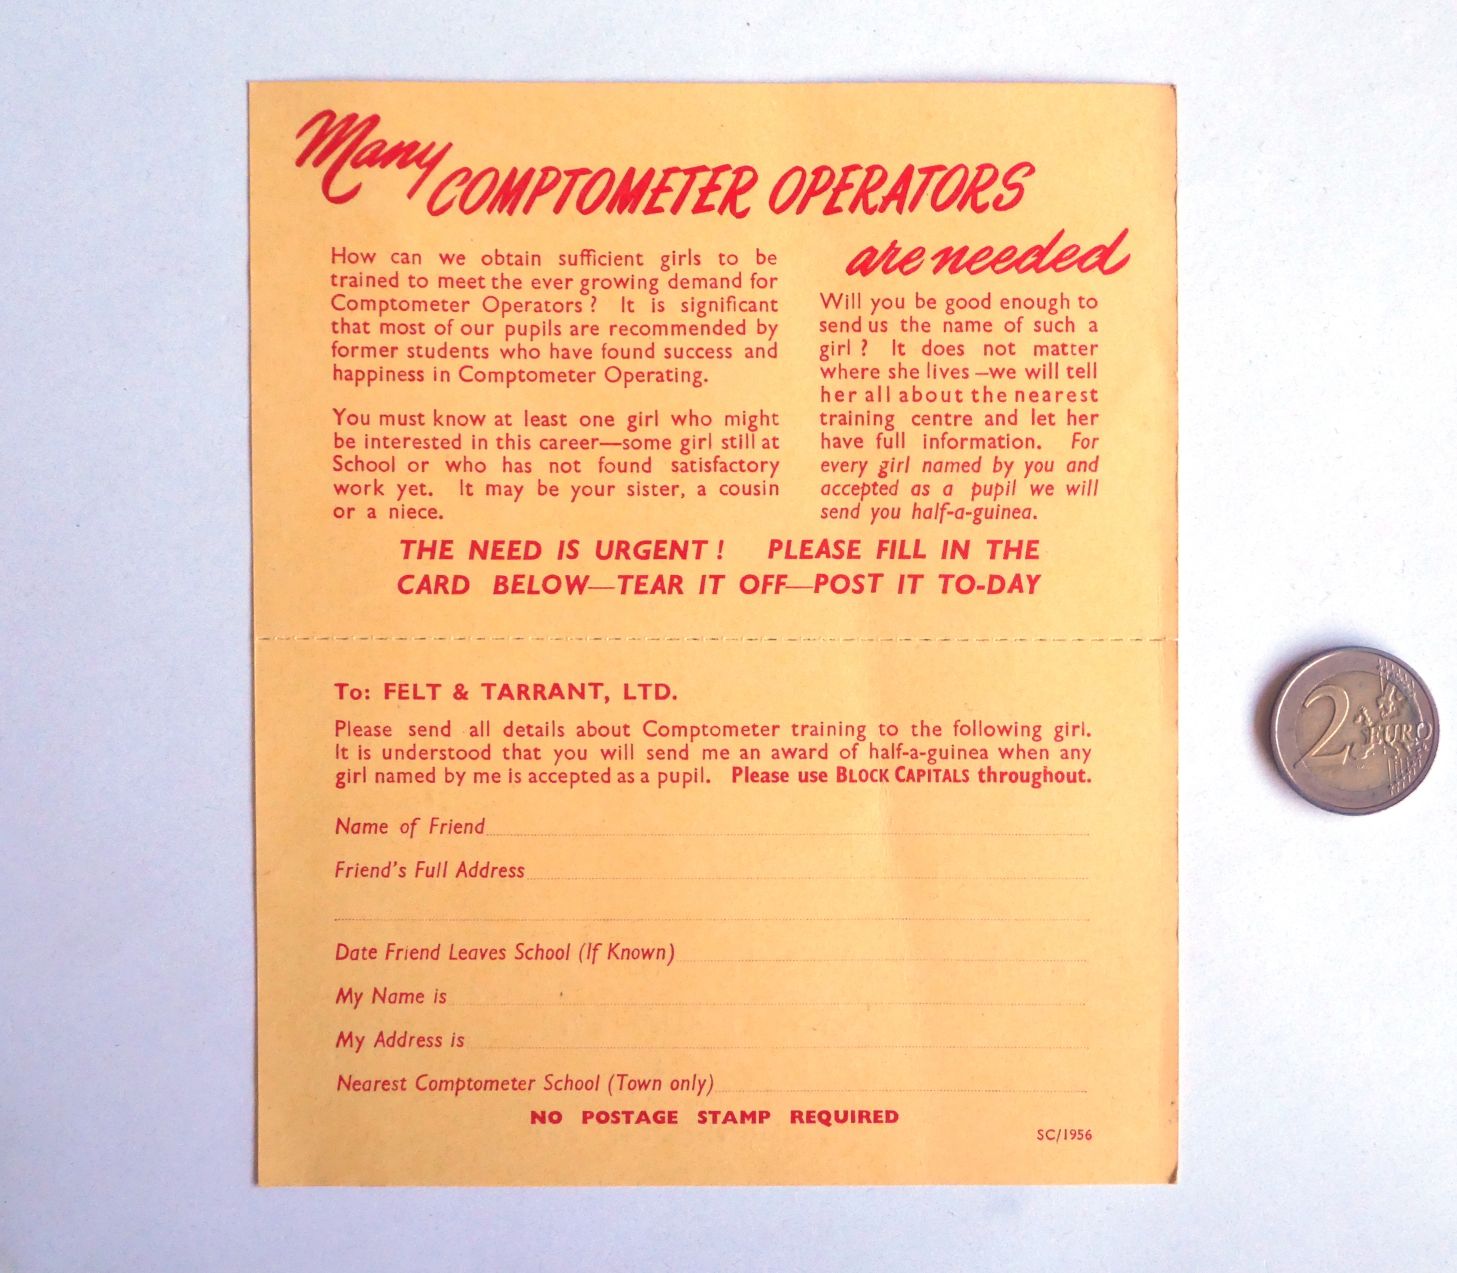 Many COMPTOMETER OPERATORS
are needed
How can we obtain sufficient girls to be
trained to meet the ever growing demand for
Comptometer Operators? It is significant
that most of our pupils are recommended by
former students who have found success and
happiness in Comptometer Operating.
You must know at least one girl who might
be interested in this career—some girl still at
School or who has not found satisfactory
work yet. It may be your sister, a cousin
or a niece.
Will you be good enough to
send us the name of such a
girl? It does not matter
where she lives—we will tell
her all about the nearest
training centre and let her
have full information. For
every girl named by you and
accepted as a pupil we will
send you half-a-guinea.
THE NEED IS URGENT! PLEASE FILL IN THE
CARD BELOW—TEAR IT OFF—POST IT TO-DAY
To: FELT & TARRANT, LTD.
Please send all details about Comptometer training to the following girl.
It is understood that you will send me an award of half-a-guinea when any
girl named by me is accepted as a pupil. Please use BLOCK CAPITALS throughout.
Name of Friend
Friend's Full Address
Date Friend Leaves School (If Known)
My Name is
My Address is
Nearest Comptometer School (Town only)
NO POSTAGE STAMP REQUIRED
SC/1956
2 EURO